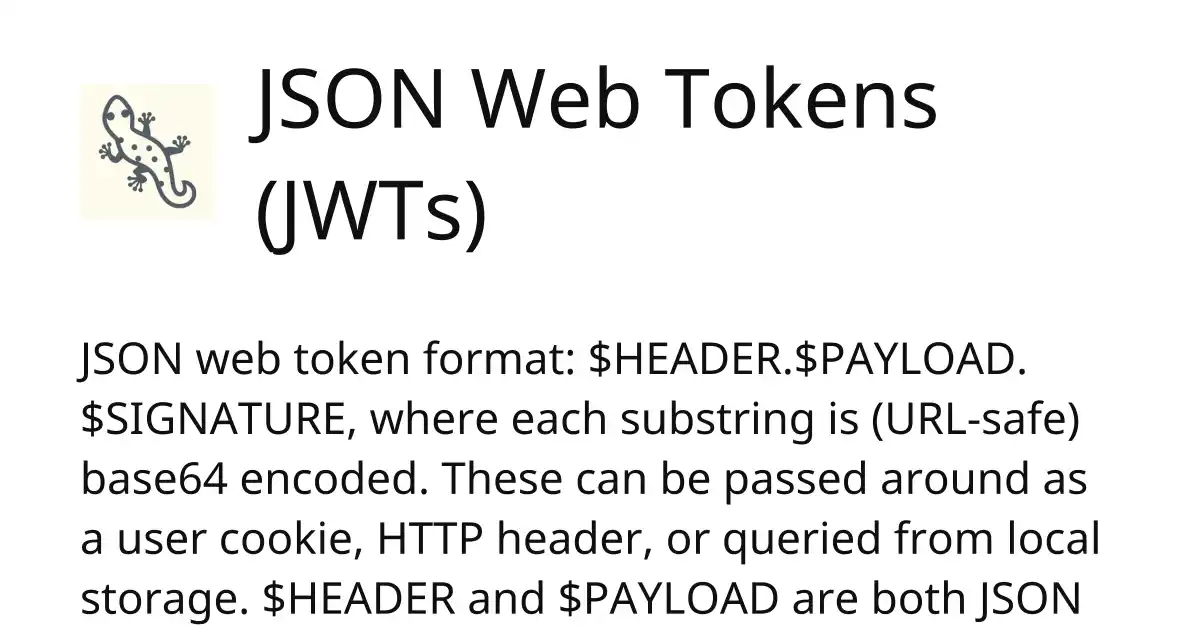 JSON Web Tokens
(JWTs)
JSON web token format: $HEADER.$PAYLOAD.
$SIGNATURE, where each substring is (URL-safe)
base64 encoded. These can be passed around as
a user cookie, HTTP header, or queried from local
storage. $HEADER and $PAYLOAD are both JSON